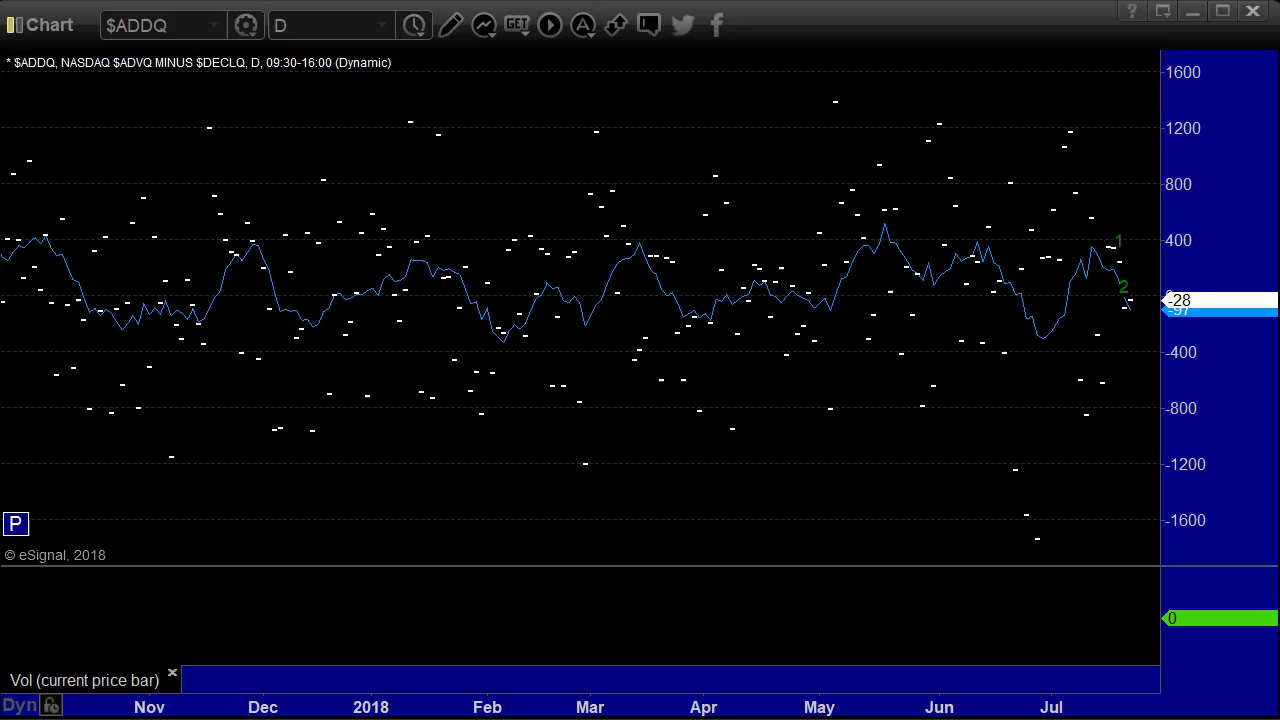 Chart $ADDQ D GET A ?
* $ADDQ, NASDAQ $ADVQ MINUS $DECLQ, D, 09:30-16:00 (Dynamic)
1600
1200
800
400
1
2
-28
-97
-400
-800
-1200
-1600
P
© eSignal, 2018
0
Vol (current price bar)
Dyn Nov Dec 2018 Feb Mar Apr May Jun Jul